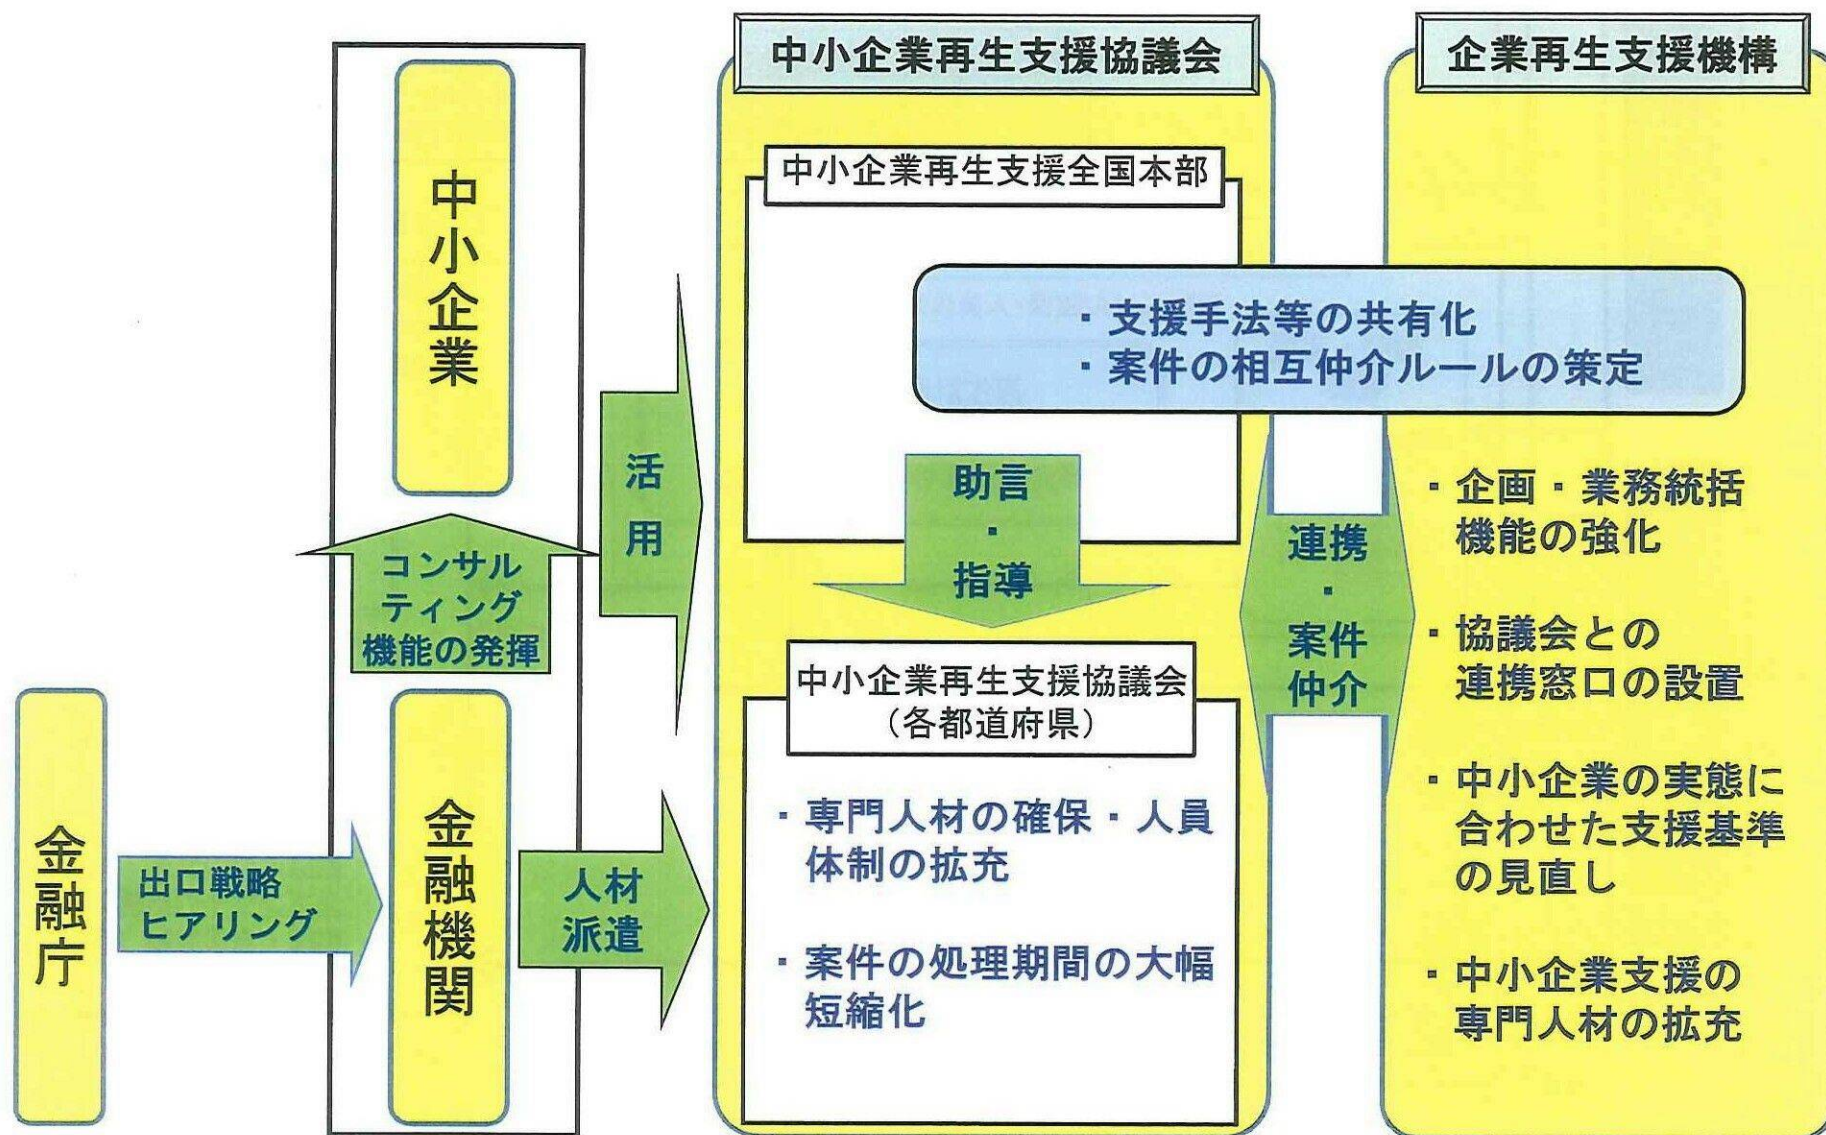 中小企業再生支援協議会
企業再生支援機構
中小企業
中小企業再生支援全国本部
・支援手法等の共有化
・案件の相互仲介ルールの策定
活
用
助言
・
指導
連携
・
案件
仲介
・企画・業務統括
機能の強化
・協議会との
連携窓口の設置
・中小企業の実態に
合わせた支援基準
の見直し
・中小企業支援の
専門人材の拡充
コンサル
ティング
機能の発揮
中小企業再生支援協議会
(各都道府県)
・専門人材の確保・人員
体制の拡充
・案件の処理期間の大幅
短縮化
金融庁
出口戦略
ヒアリング
金融機関
人材
派遣